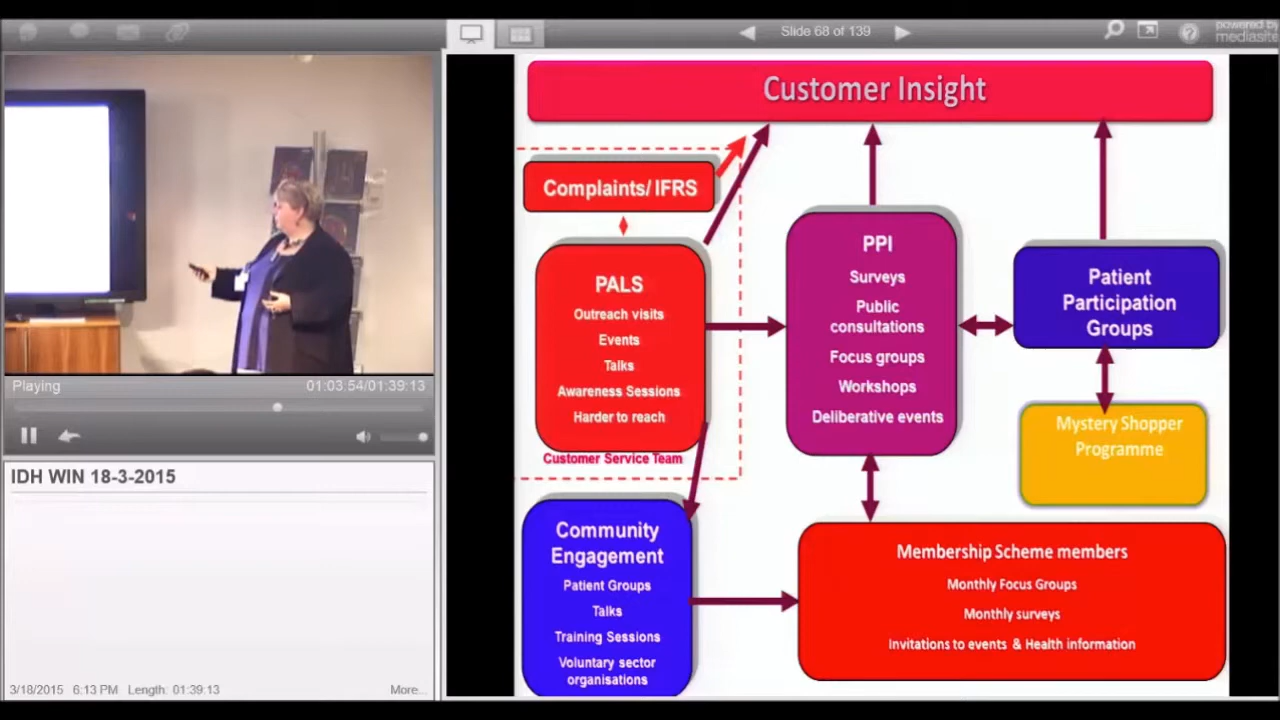 Slide 68 of 139
powered by
mediasite
Playing
01:03.54/01:39:13
IDH WIN 18-3-2015
3/18/2015 6:13 PM Length: 01:39:13
More...
Customer Insight
Complaints/ IFRS
PALS
Outreach visits
Events
Talks
Awareness Sessions
Harder to reach
Customer Service Team
Community
Engagement
Patient Groups
Talks
Training Sessions
Voluntary sector
organisations
PPI
Surveys
Public
consultations
Focus groups
Workshops
Deliberative events
Patient
Participation
Groups
Mystery Shopper
Programme
Membership Scheme members
Monthly Focus Groups
Monthly surveys
Invitations to events & Health information